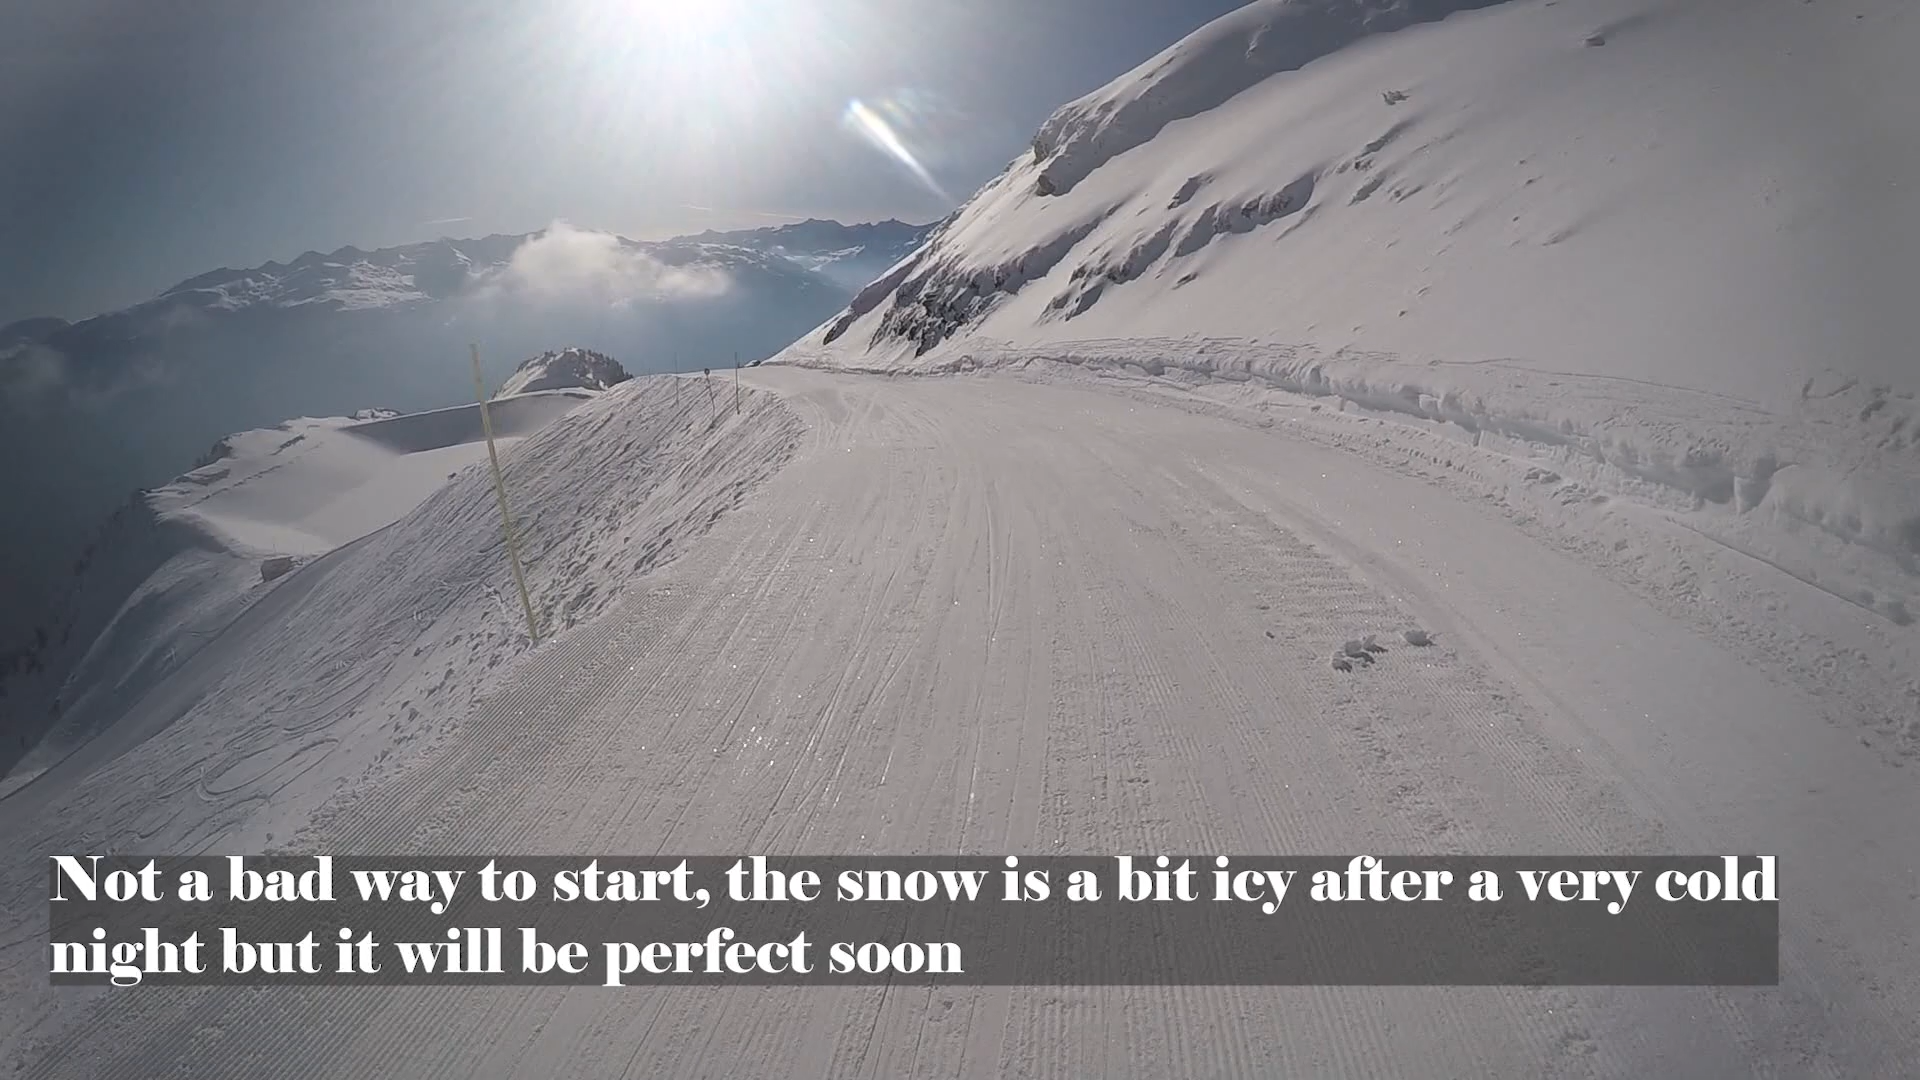 Not a bad way to start, the snow is a bit icy after a very cold
night but it will be perfect soon